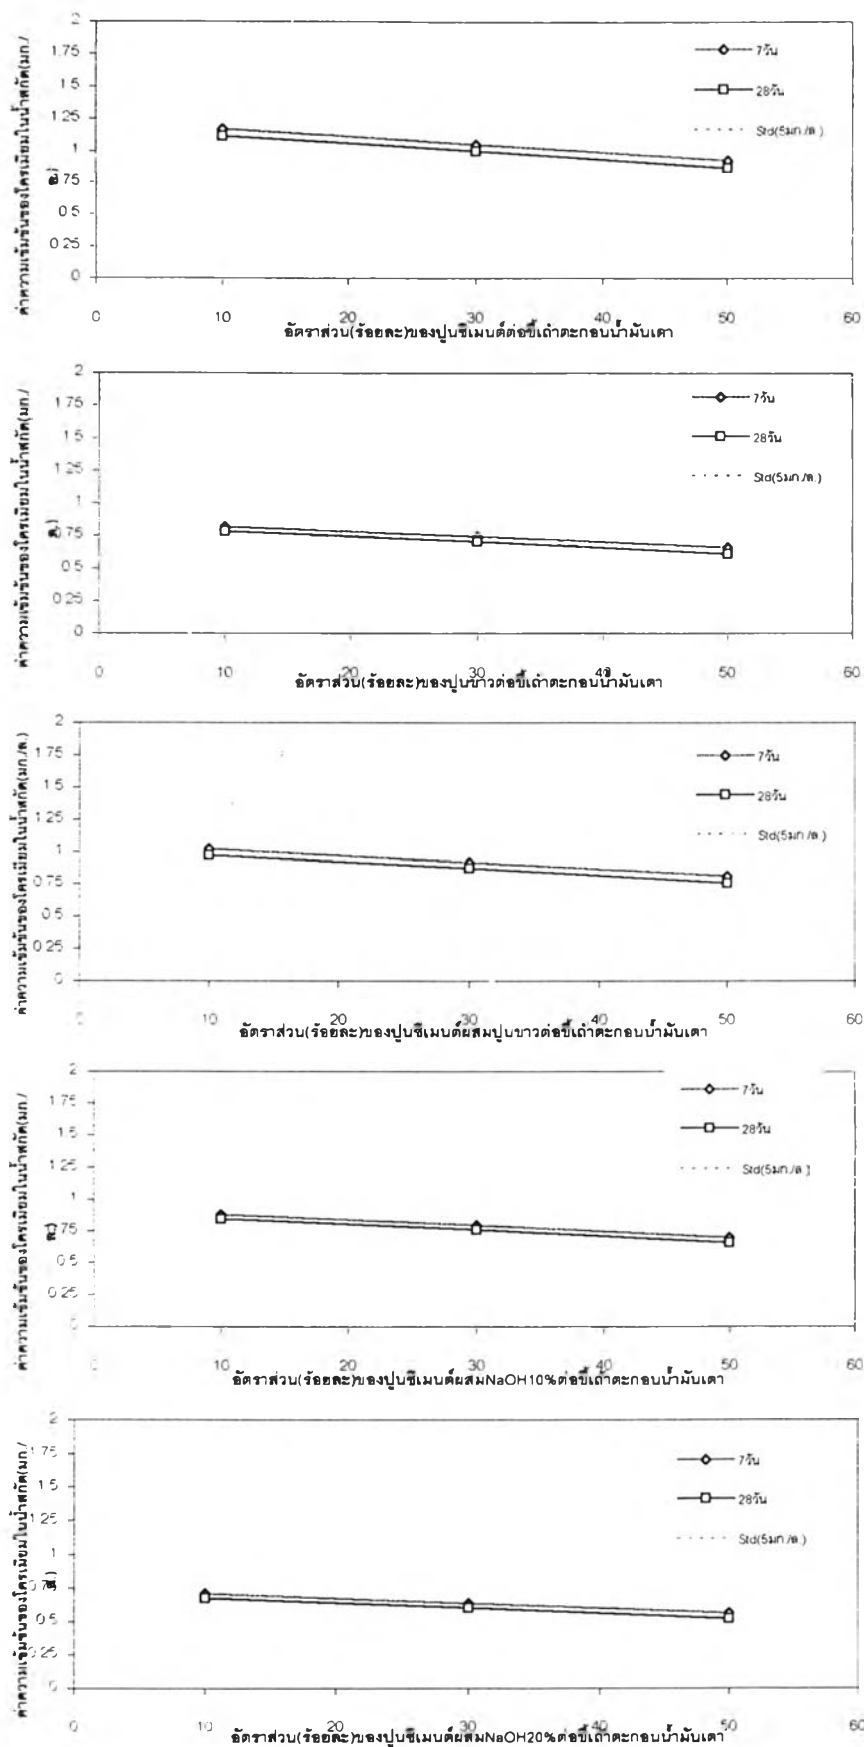 ค่าความเข้มข้นของโครเมียมในน้ำสกัด(มก./
ล.)
2
1.75
1.5
1.25
1
0.75
0.5
0.25
0
7วัน
28วัน
Std(5มก./ล.)
0 10 20 30 40 50 60
อัตราส่วน(ร้อยละ)ของปูนซีเมนต์ต่อขี้เถ้าตะกอนน้ำมันเตา
ค่าความเข้มข้นของโครเมียมในน้ำสกัด(มก./
ล.)
2
1.75
1.5
1.25
1
0.75
0.5
0.25
0
7วัน
28วัน
Std(5มก./ล.)
0 10 20 30 40 50 60
อัตราส่วน(ร้อยละ)ของปูนขาวต่อขี้เถ้าตะกอนน้ำมันเตา
ค่าความเข้มข้นของโครเมียมในน้ำสกัด(มก./ล.)
2
1.75
1.5
1.25
1
0.75
0.5
0.25
0
7วัน
28วัน
Std(5มก./ล.)
0 10 20 30 40 50 60
อัตราส่วน(ร้อยละ)ของปูนซีเมนต์ผสมปูนขาวต่อขี้เถ้าตะกอนน้ำมันเตา
ค่าความเข้มข้นของโครเมียมในน้ำสกัด(มก./
ล.)
2
1.75
1.5
1.25
1
0.75
0.5
0.25
0
7วัน
28วัน
Std(5มก./ล.)
0 10 20 30 40 50 60
อัตราส่วน(ร้อยละ)ของปูนซีเมนต์ผสมNaOH10%ต่อขี้เถ้าตะกอนน้ำมันเตา
ค่าความเข้มข้นของโครเมียมในน้ำสกัด(มก./
ล.)
2
1.75
1.5
1.25
1
0.75
0.5
0.25
0
7วัน
28วัน
Std(5มก./ล.)
0 10 20 30 40 50 60
อัตราส่วน(ร้อยละ)ของปูนซีเมนต์ผสมNaOH20%ต่อขี้เถ้าตะกอนน้ำมันเตา